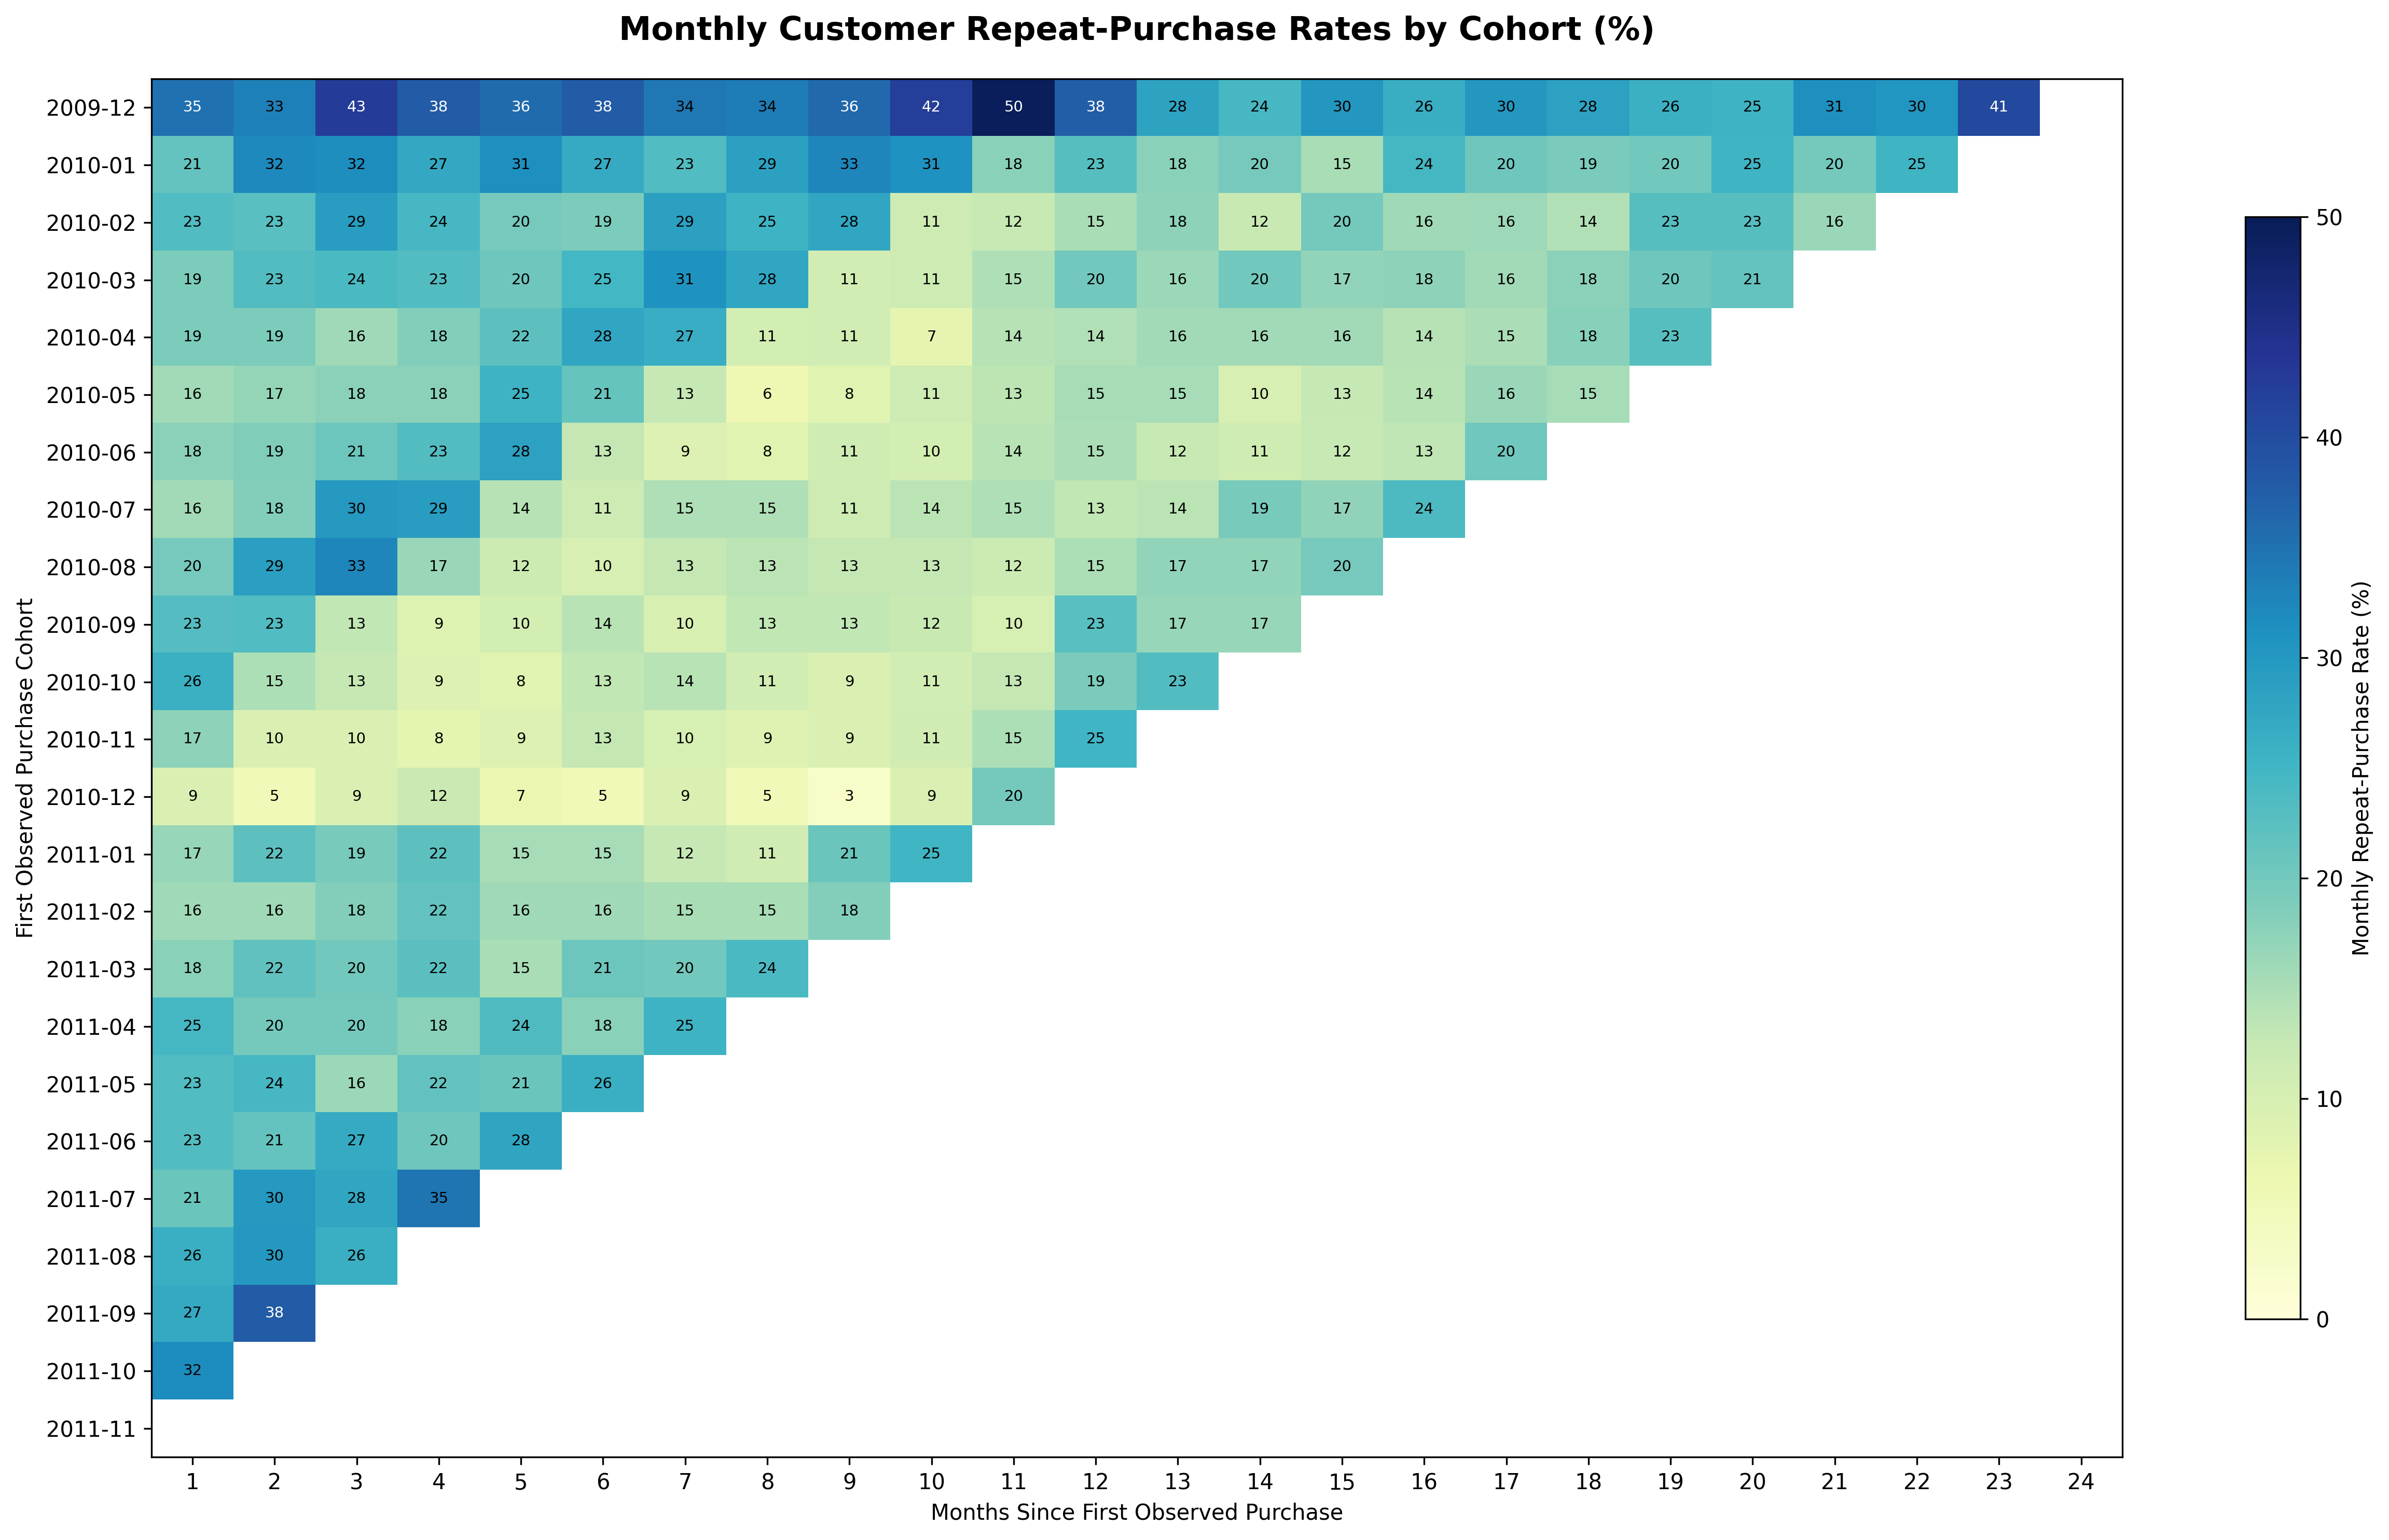 Monthly Customer Repeat-Purchase Rates by Cohort (%)
First Observed Purchase Cohort
2009-12 35 33 43 38 36 38 34 34 36 42 50 38 28 24 30 26 30 28 26 25 31 30 41
2010-01 21 32 32 27 31 27 23 29 33 31 18 23 18 20 15 24 20 19 20 25 20 25
2010-02 23 23 29 24 20 19 29 25 28 11 12 15 18 12 20 16 16 14 23 23 16
2010-03 19 23 24 23 20 25 31 28 11 11 15 20 16 20 17 18 16 18 20 21
2010-04 19 19 16 18 22 28 27 11 11 7 14 14 16 16 16 14 15 18 23
2010-05 16 17 18 18 25 21 13 6 8 11 13 15 15 10 13 14 16 15
2010-06 18 19 21 23 28 13 9 8 11 10 14 15 12 11 12 13 20
2010-07 16 18 30 29 14 11 15 15 11 14 15 13 14 19 17 24
2010-08 20 29 33 17 12 10 13 13 13 13 12 15 17 17 20
2010-09 23 23 13 9 10 14 10 13 13 12 10 23 17 17
2010-10 26 15 13 9 8 13 14 11 9 11 13 19 23
2010-11 17 10 10 8 9 13 10 9 9 11 15 25
2010-12 9 5 9 12 7 5 9 5 3 9 20
2011-01 17 22 19 22 15 15 12 11 21 25
2011-02 16 16 18 22 16 16 15 15 18
2011-03 18 22 20 22 15 21 20 24
2011-04 25 20 20 18 24 18 25
2011-05 23 24 16 22 21 26
2011-06 23 21 27 20 28
2011-07 21 30 28 35
2011-08 26 30 26
2011-09 27 38
2011-10 32
2011-11
1 2 3 4 5 6 7 8 9 10 11 12 13 14 15 16 17 18 19 20 21 22 23 24
Months Since First Observed Purchase
50
40
30
20
10
0
Monthly Repeat-Purchase Rate (%)